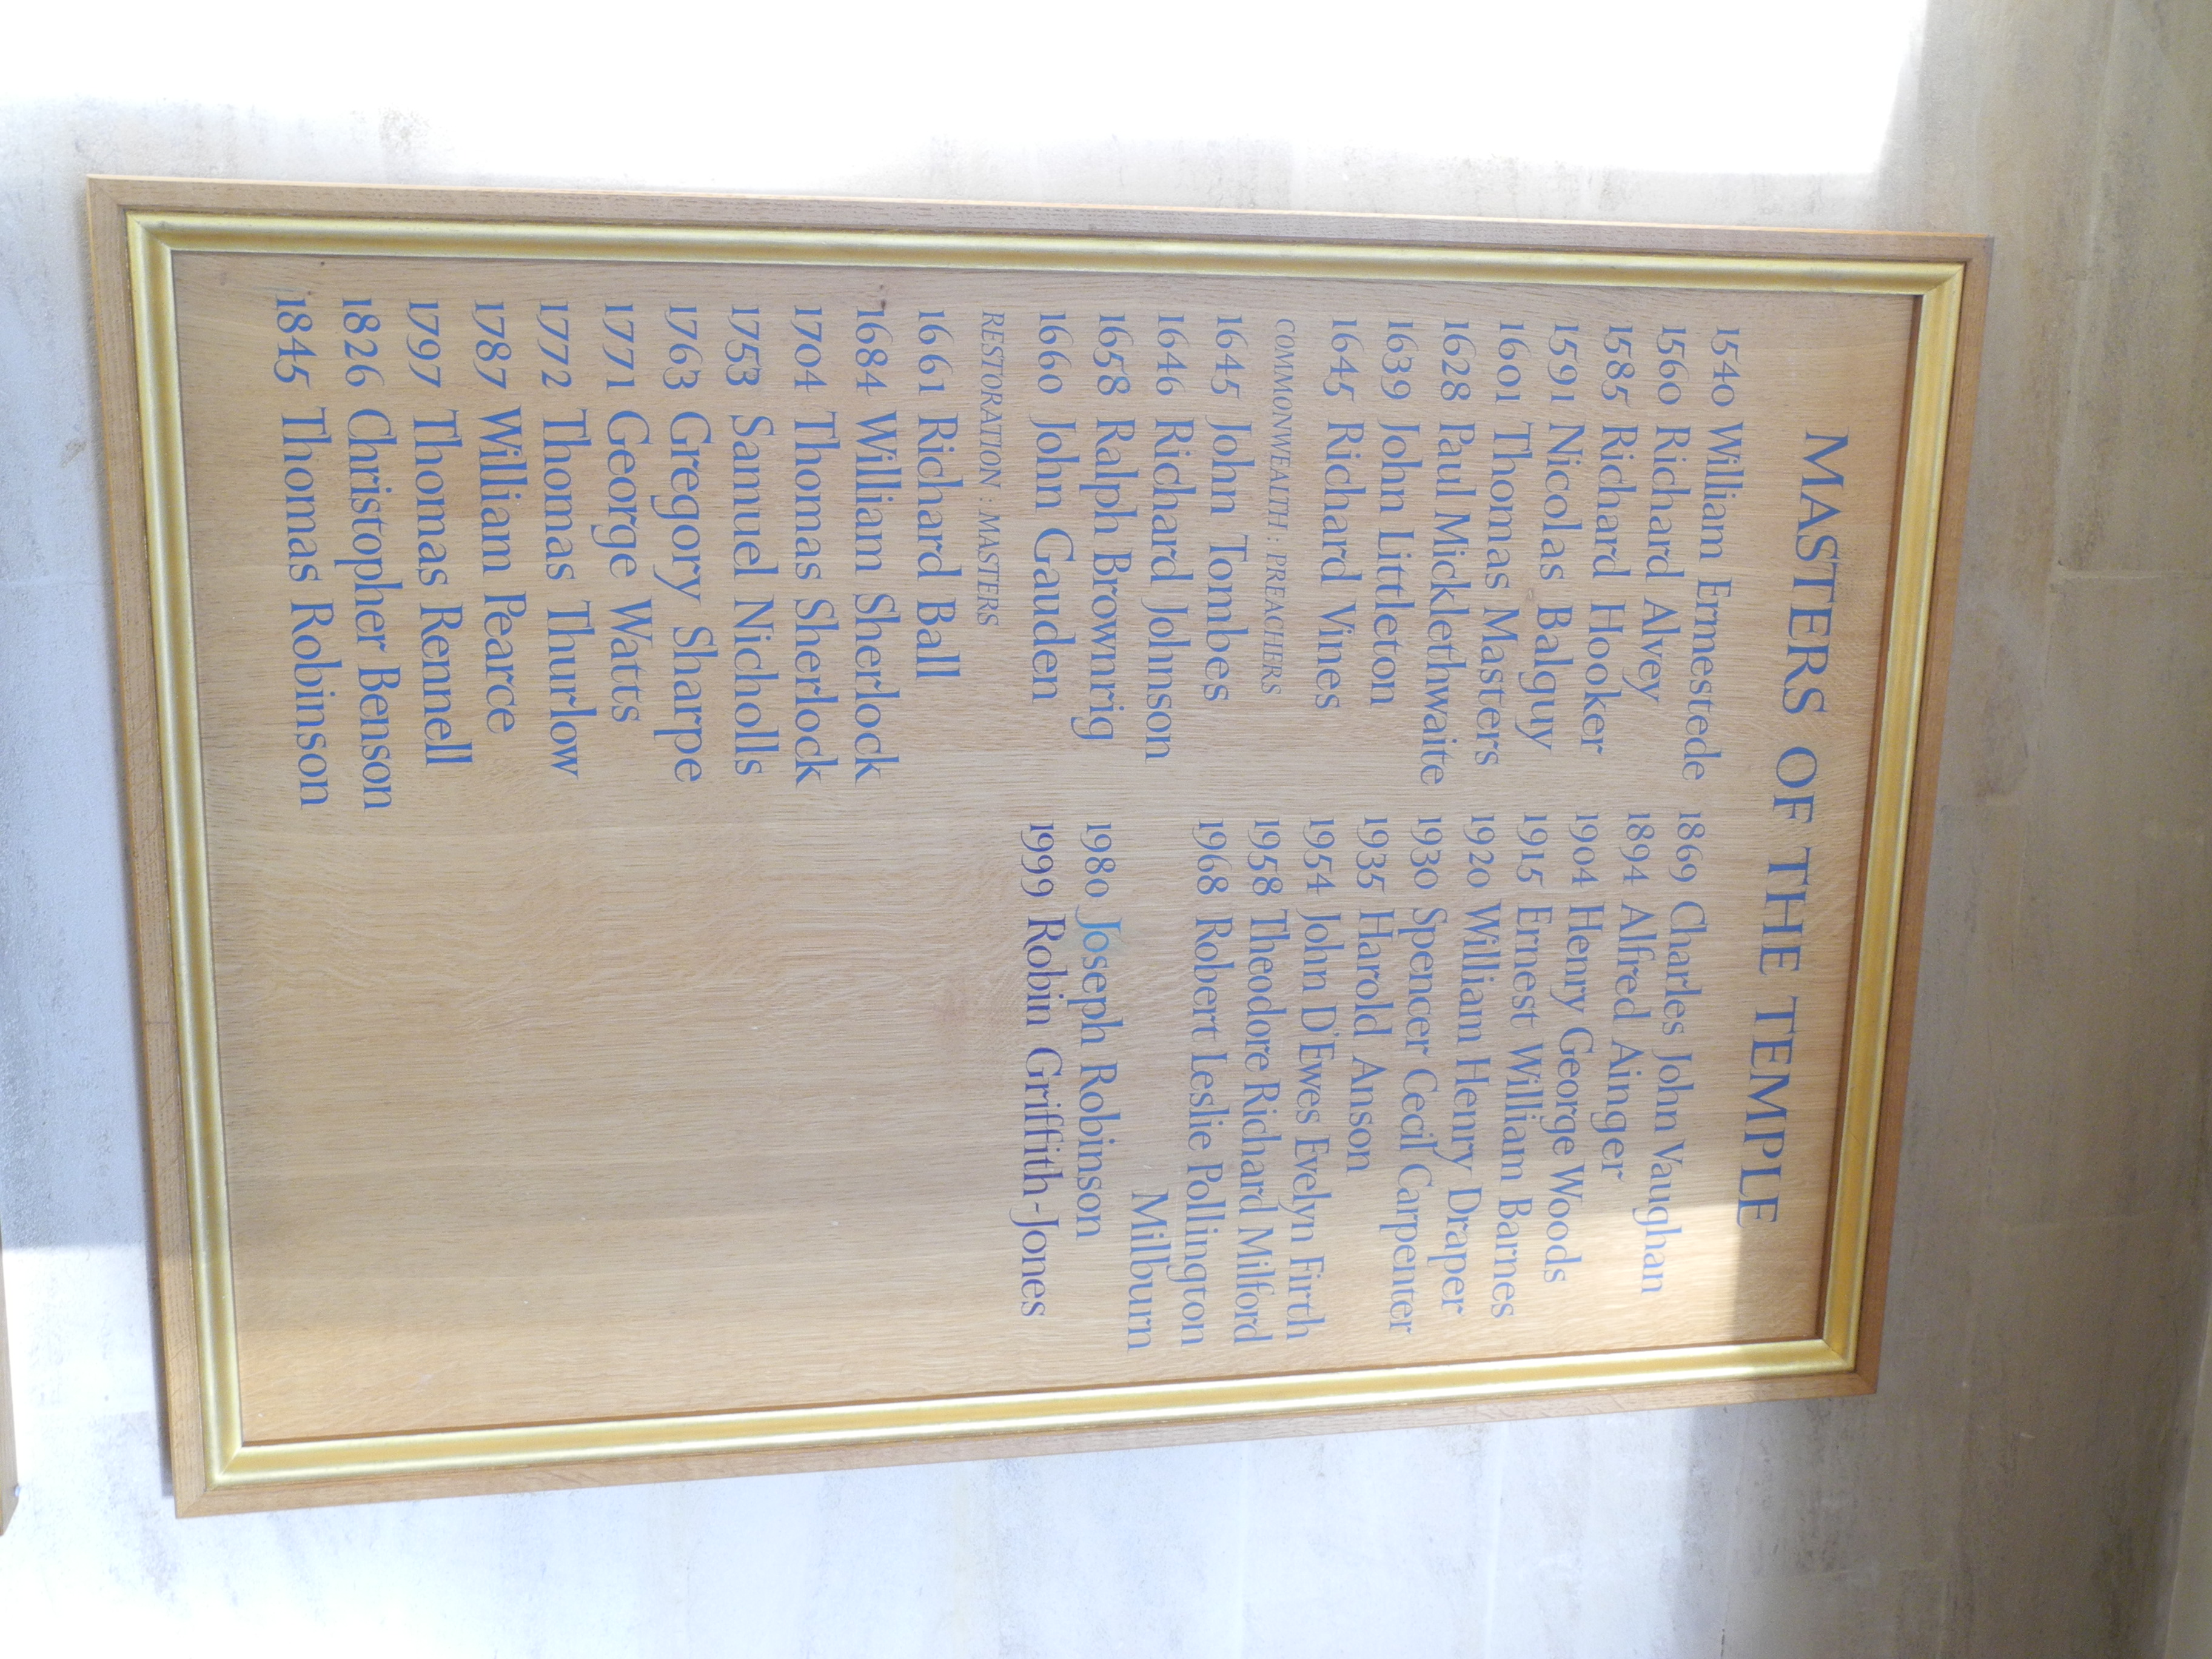 MASTERS OF THE TEMPLE
1540 William Ermestede
1560 Richard Alvey
1585 Richard Hooker
1591 Nicolas Balguy
1601 Thomas Masters
1628 Paul Micklethwaite
1639 John Littleton
1645 Richard Vines
COMMONWEALTH : PREACHERS
1645 John Tombes
1646 Richard Johnson
1658 Ralph Brownrig
1660 John Gauden
RESTORATION : MASTERS
1661 Richard Ball
1684 William Sherlock
1704 Thomas Sherlock
1753 Samuel Nicholls
1763 Gregory Sharpe
1771 George Watts
1772 Thomas Thurlow
1787 William Pearce
1797 Thomas Rennell
1826 Christopher Benson
1845 Thomas Robinson
1869 Charles John Vaughan
1894 Alfred Ainger
1904 Henry George Woods
1915 Ernest William Barnes
1920 William Henry Draper
1930 Spencer Cecil Carpenter
1935 Harold Anson
1954 John D'Ewes Evelyn Firth
1958 Theodore Richard Milford
1968 Robert Leslie Pollington
Milburn
1980 Joseph Robinson
1999 Robin Griffith-Jones